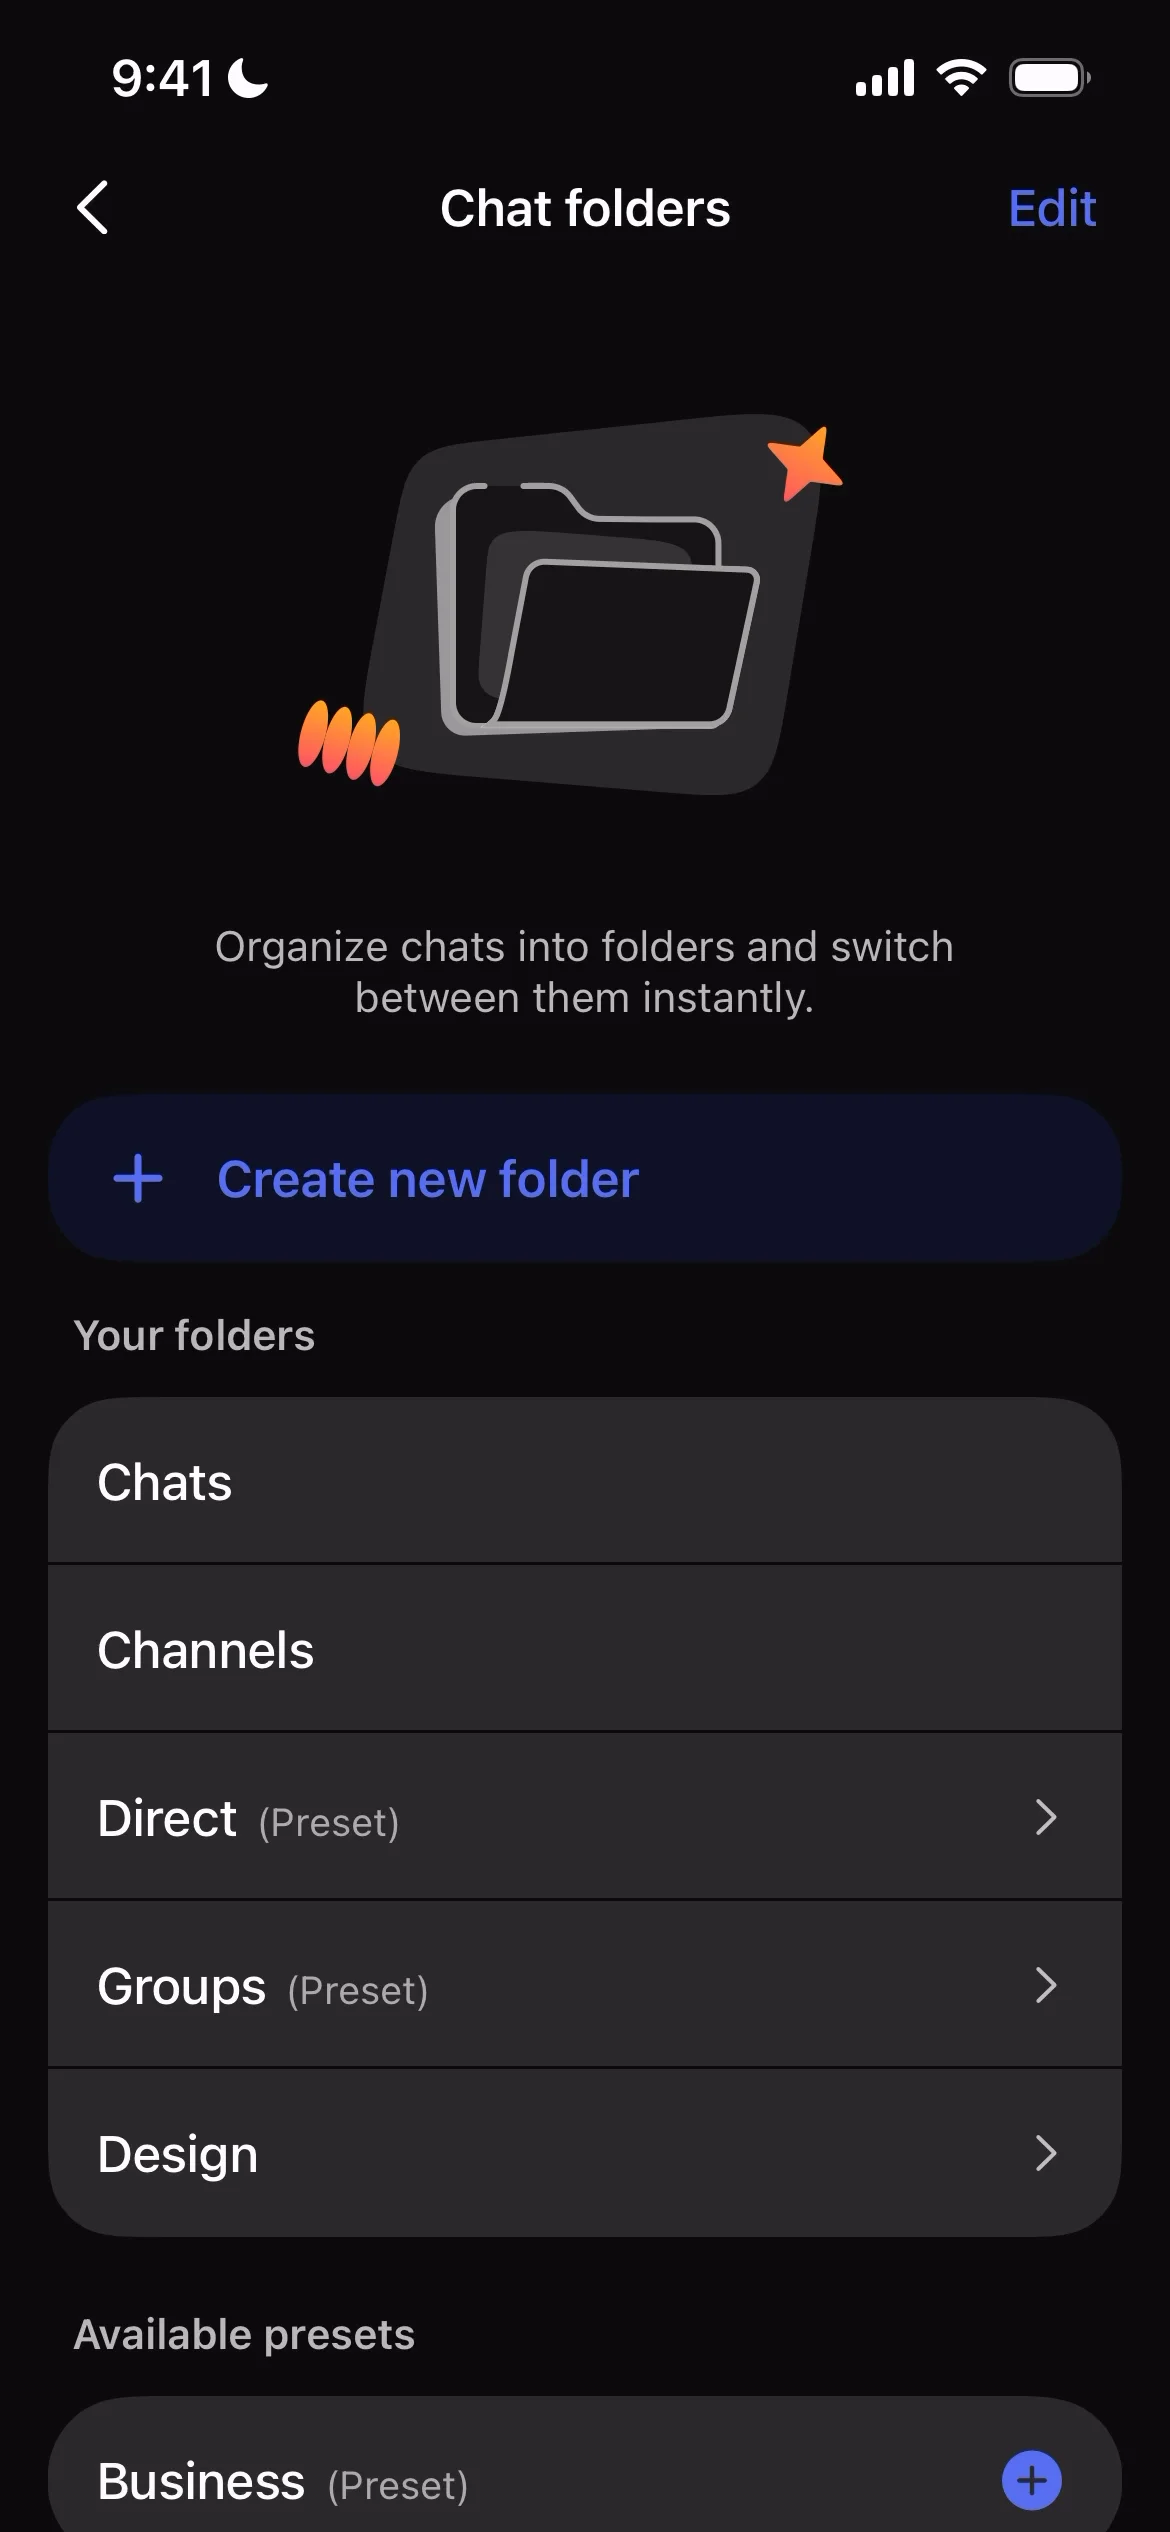 9:41
Chat folders
Edit
Organize chats into folders and switch
between them instantly.
Create new folder
Your folders
Chats
Channels
Direct (Preset)
Groups (Preset)
Design
Available presets
Business (Preset)